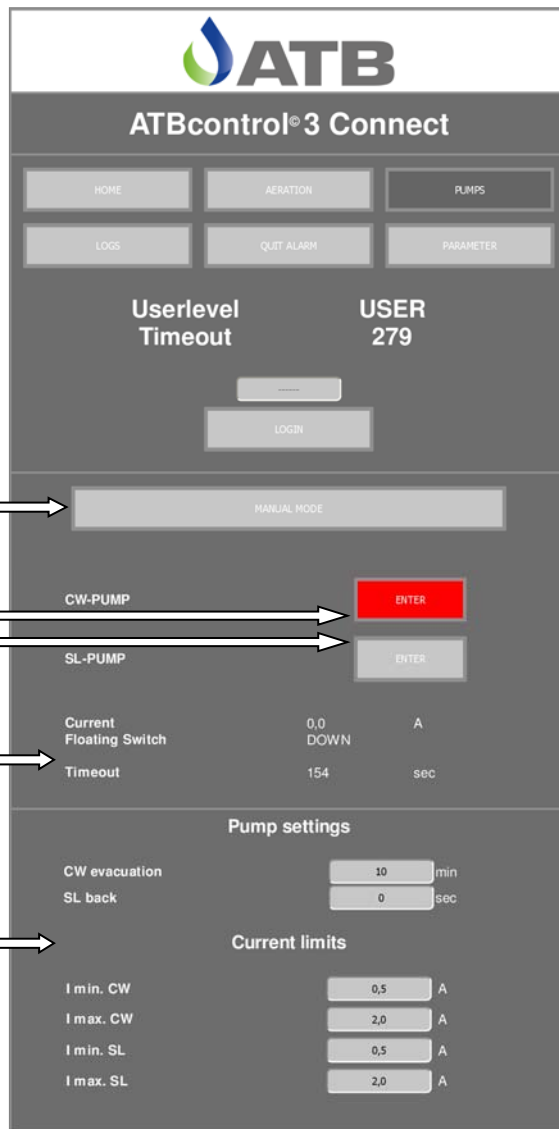 ATB
ATBcontrol©3 Connect
HOME AERATION PUMPS
LOGS QUIT ALARM PARAMETER
Userlevel USER
Timeout 279
------
LOGIN
MANUAL MODE
CW-PUMP ENTER
SL-PUMP ENTER
Current 0,0 A
Floating Switch DOWN
Timeout 154 sec
Pump settings
CW evacuation 10 min
SL back 0 sec
Current limits
I min. CW 0,5 A
I max. CW 2,0 A
I min. SL 0,5 A
I max. SL 2,0 A